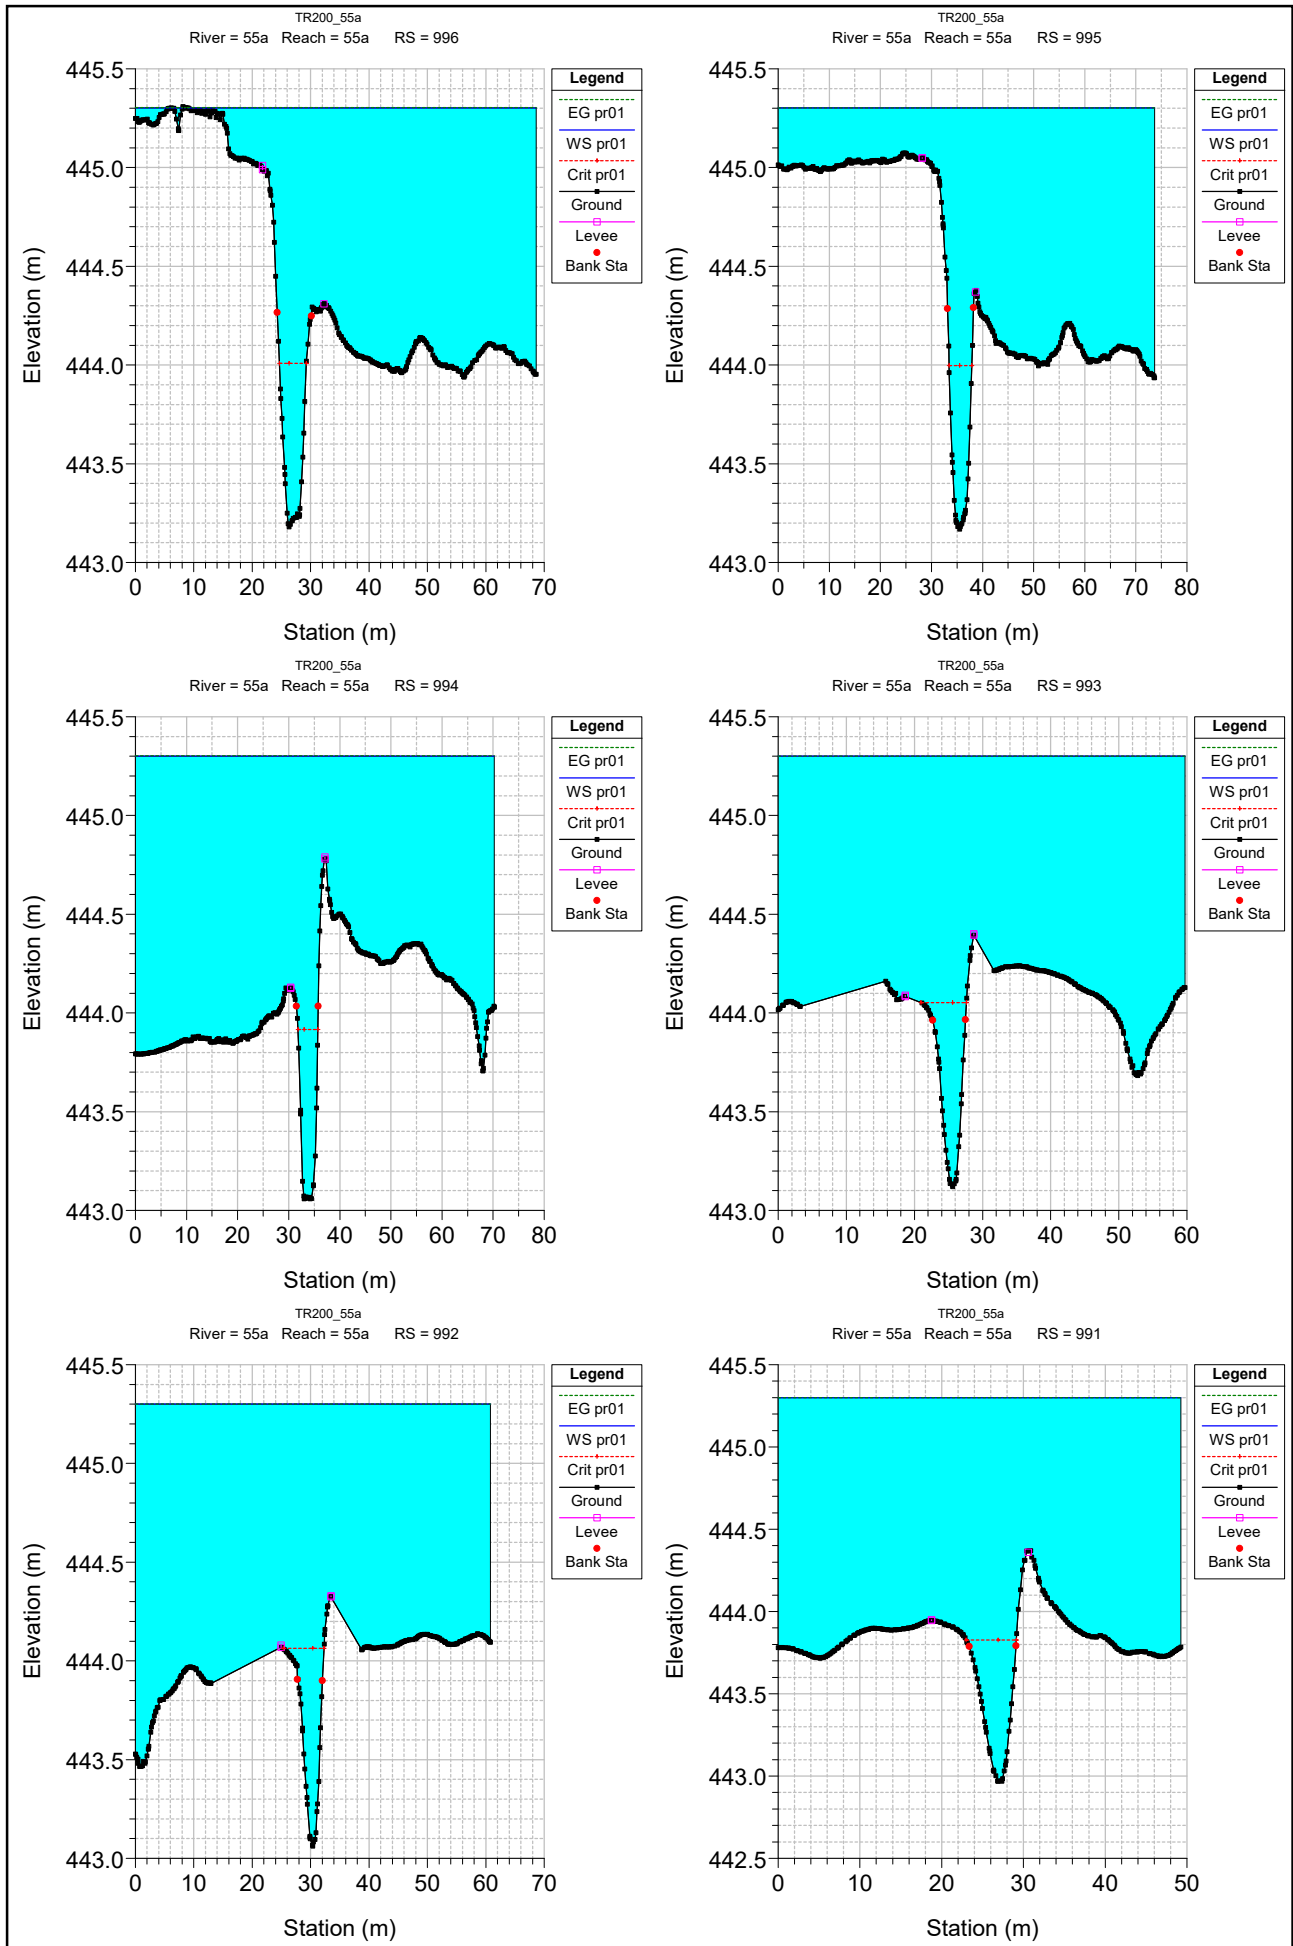 TR200_55a
River = 55a   Reach = 55a      RS = 996
445.5
445.0
444.5
444.0
443.5
443.0
0 10 20 30 40 50 60 70
Station (m)
Elevation (m)
Legend
EG pr01
WS pr01
Crit pr01
Ground
Levee
Bank Sta
TR200_55a
River = 55a   Reach = 55a      RS = 995
445.5
445.0
444.5
444.0
443.5
443.0
0 10 20 30 40 50 60 70 80
Station (m)
Elevation (m)
Legend
EG pr01
WS pr01
Crit pr01
Ground
Levee
Bank Sta
TR200_55a
River = 55a   Reach = 55a      RS = 994
445.5
445.0
444.5
444.0
443.5
443.0
0 10 20 30 40 50 60 70 80
Station (m)
Elevation (m)
Legend
EG pr01
WS pr01
Crit pr01
Ground
Levee
Bank Sta
TR200_55a
River = 55a   Reach = 55a      RS = 993
445.5
445.0
444.5
444.0
443.5
443.0
0 10 20 30 40 50 60
Station (m)
Elevation (m)
Legend
EG pr01
WS pr01
Crit pr01
Ground
Levee
Bank Sta
TR200_55a
River = 55a   Reach = 55a      RS = 992
445.5
445.0
444.5
444.0
443.5
443.0
0 10 20 30 40 50 60 70
Station (m)
Elevation (m)
Legend
EG pr01
WS pr01
Crit pr01
Ground
Levee
Bank Sta
TR200_55a
River = 55a   Reach = 55a      RS = 991
445.5
445.0
444.5
444.0
443.5
443.0
442.5
0 10 20 30 40 50
Station (m)
Elevation (m)
Legend
EG pr01
WS pr01
Crit pr01
Ground
Levee
Bank Sta